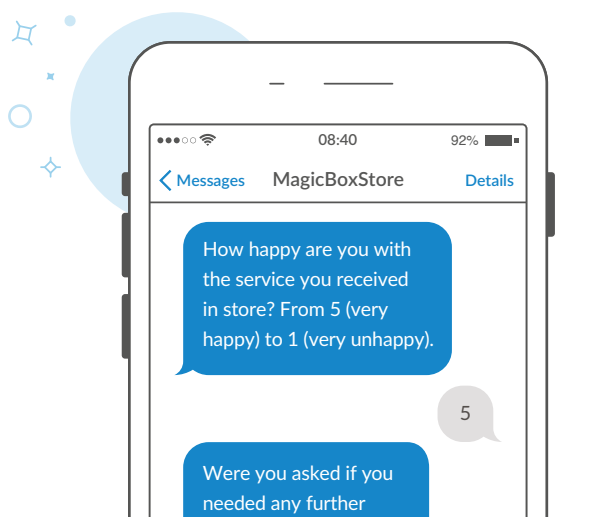 08:40
92%
Messages
MagicBoxStore
Details
How happy are you with
the service you received
in store? From 5 (very
happy) to 1 (very unhappy).
5
Were you asked if you
needed any further